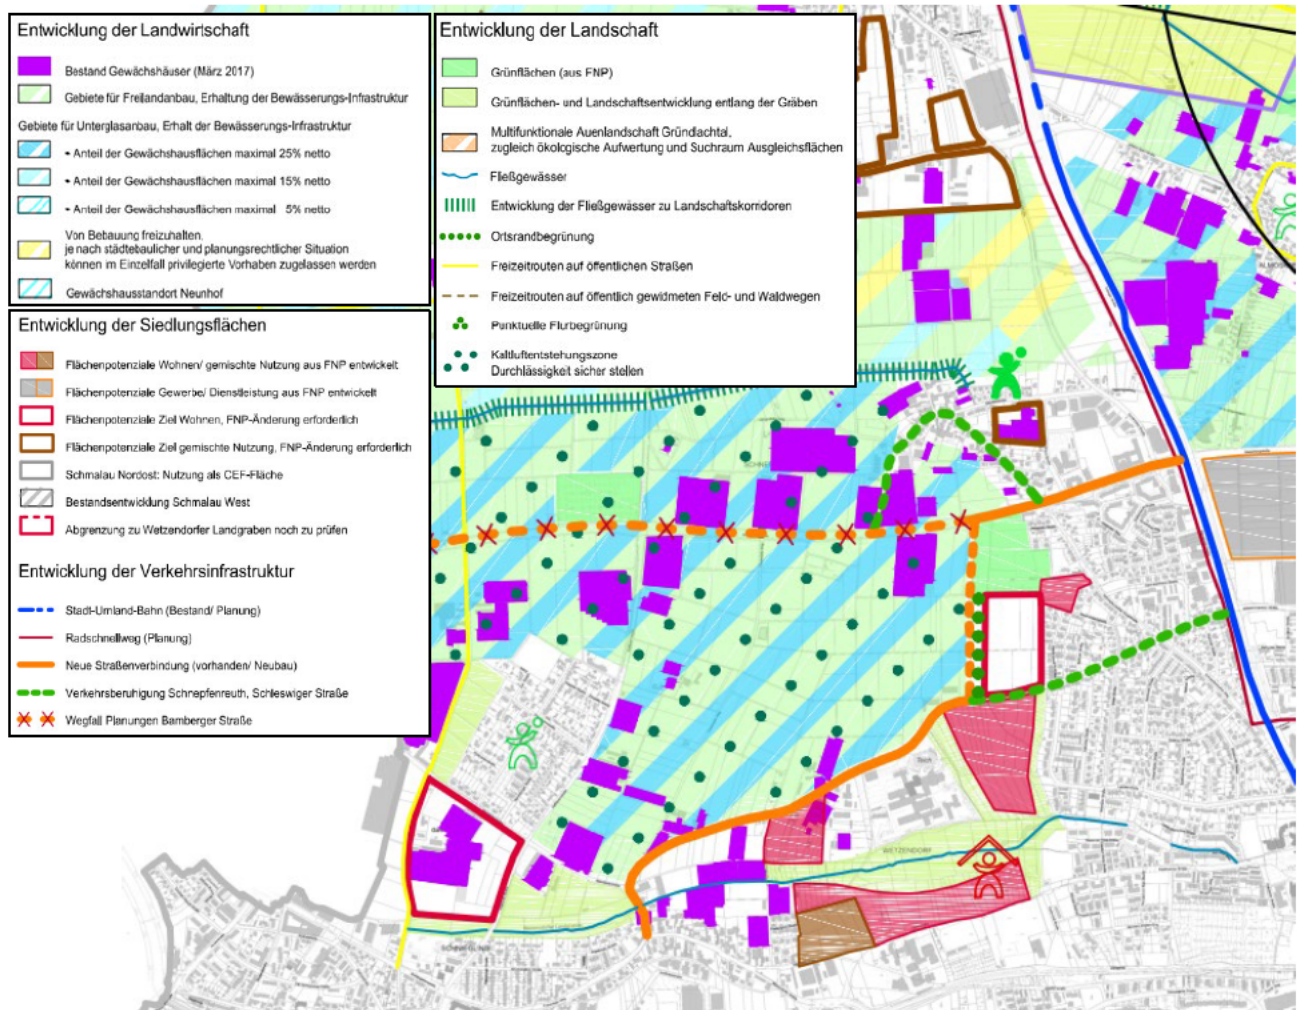 Entwicklung der Landwirtschaft
Bestand Gewächshäuser (März 2017)
Gebiete für Freilandanbau, Erhaltung der Bewässerungs-Infrastruktur
Gebiete für Unterglasanbau, Erhalt der Bewässerungs-Infrastruktur
- Anteil der Gewächshausflächen maximal 25% netto
- Anteil der Gewächshausflächen maximal 15% netto
- Anteil der Gewächshausflächen maximal 5% netto
Von Bebauung freizuhalten,
je nach städtebaulicher und planungsrechtlicher Situation
können im Einzelfall privilegierte Vorhaben zugelassen werden
Gewächshausstandort Neunhof
Entwicklung der Siedlungsflächen
Flächenpotenziale Wohnen/ gemischte Nutzung aus FNP entwickelt
Flächenpotenziale Gewerbe/ Dienstleistung aus FNP entwickelt
Flächenpotenziale Ziel Wohnen, FNP-Änderung erforderlich
Flächenpotenziale Ziel gemischte Nutzung, FNP-Änderung erforderlich
Schmalau Nordost: Nutzung als CEF-Fläche
Bestandsentwicklung Schmalau West
Abgrenzung zu Wetzendorfer Landgraben noch zu prüfen
Entwicklung der Verkehrsinfrastruktur
Stadt-Umland-Bahn (Bestand/ Planung)
Radschnellweg (Planung)
Neue Straßenverbindung (vorhanden/ Neubau)
Verkehrsberuhigung Schnepfenreuth, Schleswiger Straße
Wegfall Planungen Bamberger Straße
Entwicklung der Landschaft
Grünflächen (aus FNP)
Grünflächen- und Landschaftsentwicklung entlang der Gräben
Multifunktionale Auenlandschaft Gründlachtal,
zugleich ökologische Aufwertung und Suchraum Ausgleichsflächen
Fließgewässer
Entwicklung der Fließgewässer zu Landschaftskorridoren
Ortsrandbegrünung
Freizeitrouten auf öffentlichen Straßen
Freizeitrouten auf öffentlich gewidmeten Feld- und Waldwegen
Punktuelle Flurbegrünung
Kaltluftentstehungszone
Durchlässigkeit sicher stellen
WETZENDORF